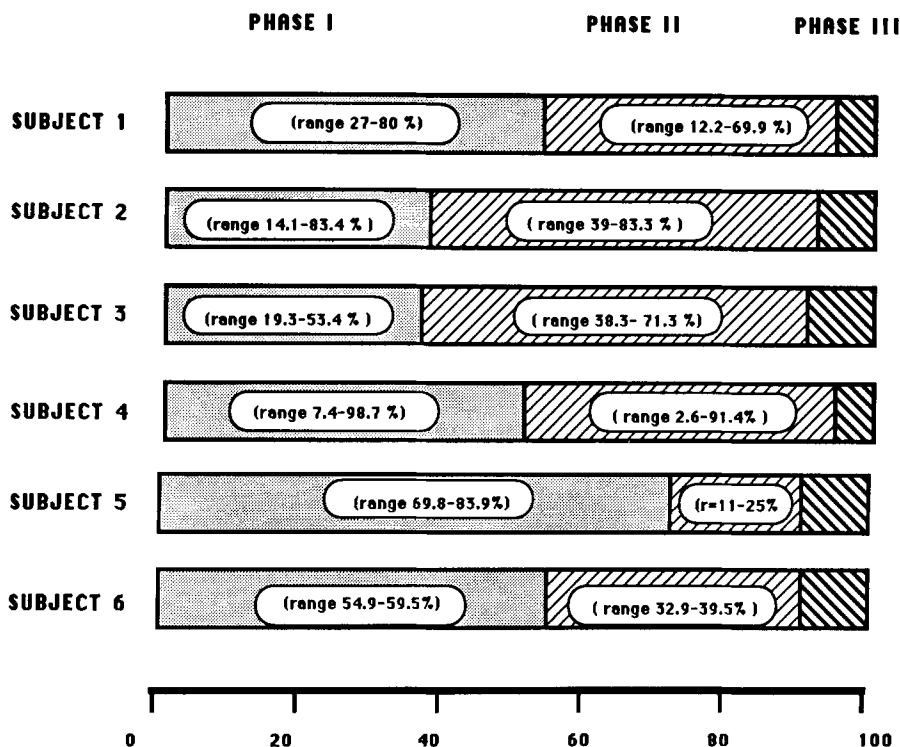 PHASE I PHASE II PHASE III
SUBJECT 1 (range 27-80 %) (range 12.2-69.9 %)
SUBJECT 2 (range 14.1-83.4 % ) ( range 39-83.3 % )
SUBJECT 3 (range 19.3-53.4 % ) ( range 38.3- 71.3 %)
SUBJECT 4 (range 7.4-98.7 %) ( range 2.6-91.4% )
SUBJECT 5 (range 69.8-83.9%) (r=11-25%
SUBJECT 6 (range 54.9-59.5%) ( range 32.9-39.5% )
0 20 40 60 80 100